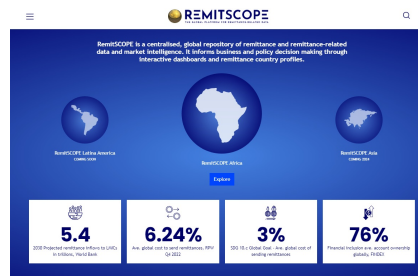 REMITSCOPE
THE GLOBAL PLATFORM FOR REMITTANCE-RELATED DATA
RemitSCOPE is a centralised, global repository of remittance and remittance-related
data and market intelligence. It informs business and policy decision making through
interactive dashboards and remittance country profiles.
RemitSCOPE Latina America
COMING SOON
RemitSCOPE Africa
RemitSCOPE Asia
COMING 2024
Explore
5.4
2030 Projected remittance inflows to LMICs
in trillions, World Bank
6.24%
Ave. global cost to send remittances, RPW
Q4 2022
3%
SDG 10.c Global Goal - Ave. global cost of
sending remittances
76%
Financial inclusion ave. account ownership
globally, FINDEX